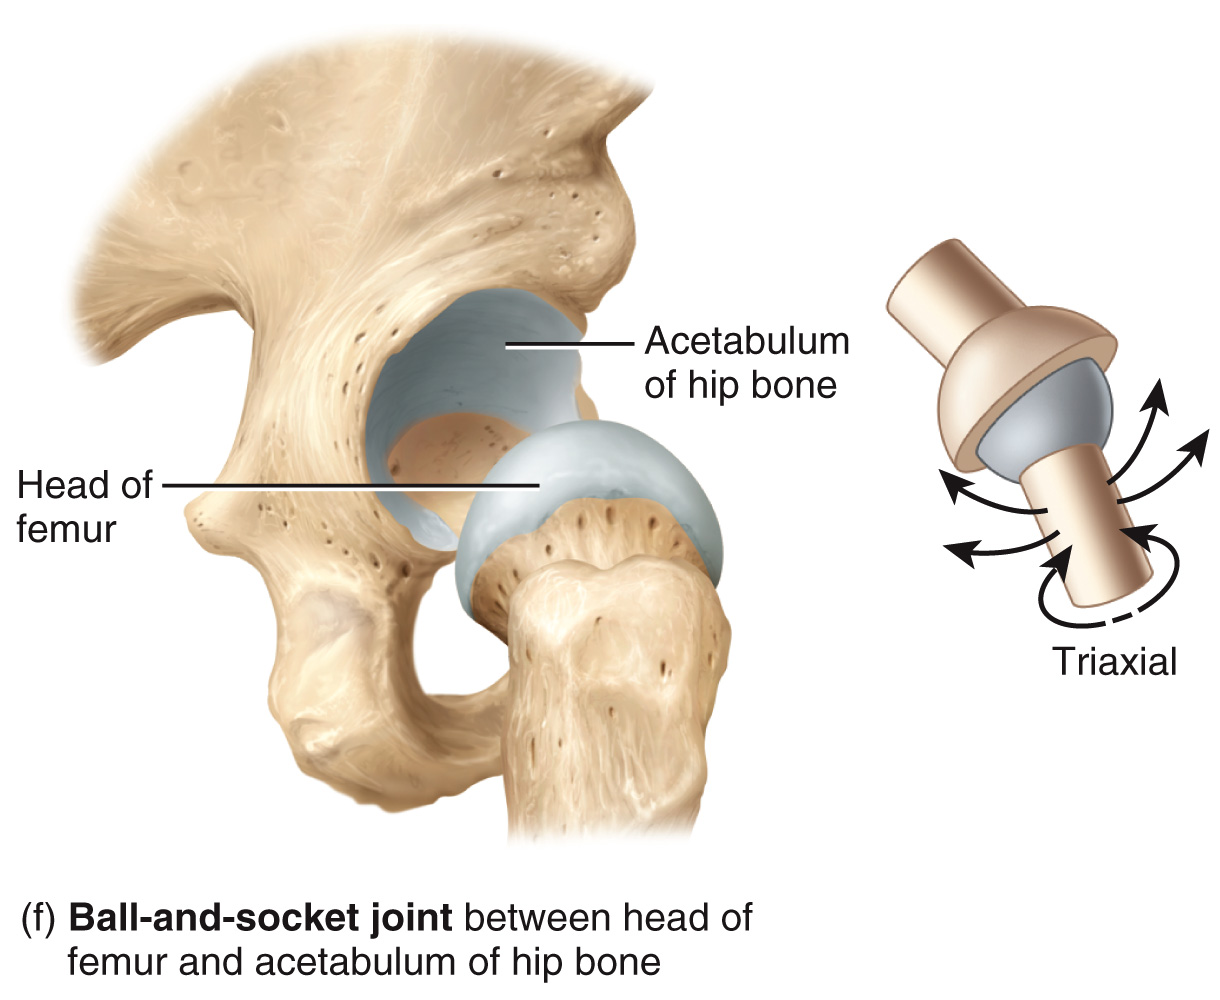 Acetabulum
of hip bone
Head of
femur
Triaxial
(f) Ball-and-socket joint between head of
femur and acetabulum of hip bone